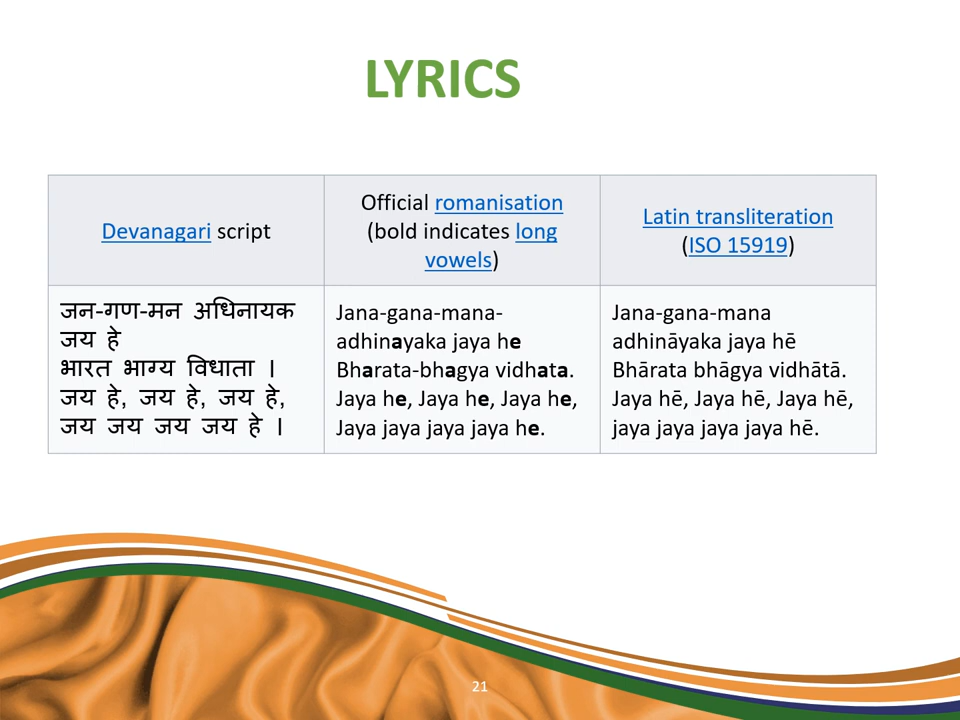 LYRICS
Devanagari script
Official romanisation
(bold indicates long
vowels)
Latin transliteration
(ISO 15919)
जन-गण-मन अधिनायक
जय हे
भारत भाग्य विधाता ।
जय हे, जय हे, जय हे,
जय जय जय जय हे ।
Jana-gana-mana-
adhinayaka jaya he
Bharata-bhagya vidhata.
Jaya he, Jaya he, Jaya he,
Jaya jaya jaya jaya he.
Jana-gana-mana
adhināyaka jaya hē
Bhārata bhāgya vidhātā.
Jaya hē, Jaya hē, Jaya hē,
jaya jaya jaya jaya hē.
21